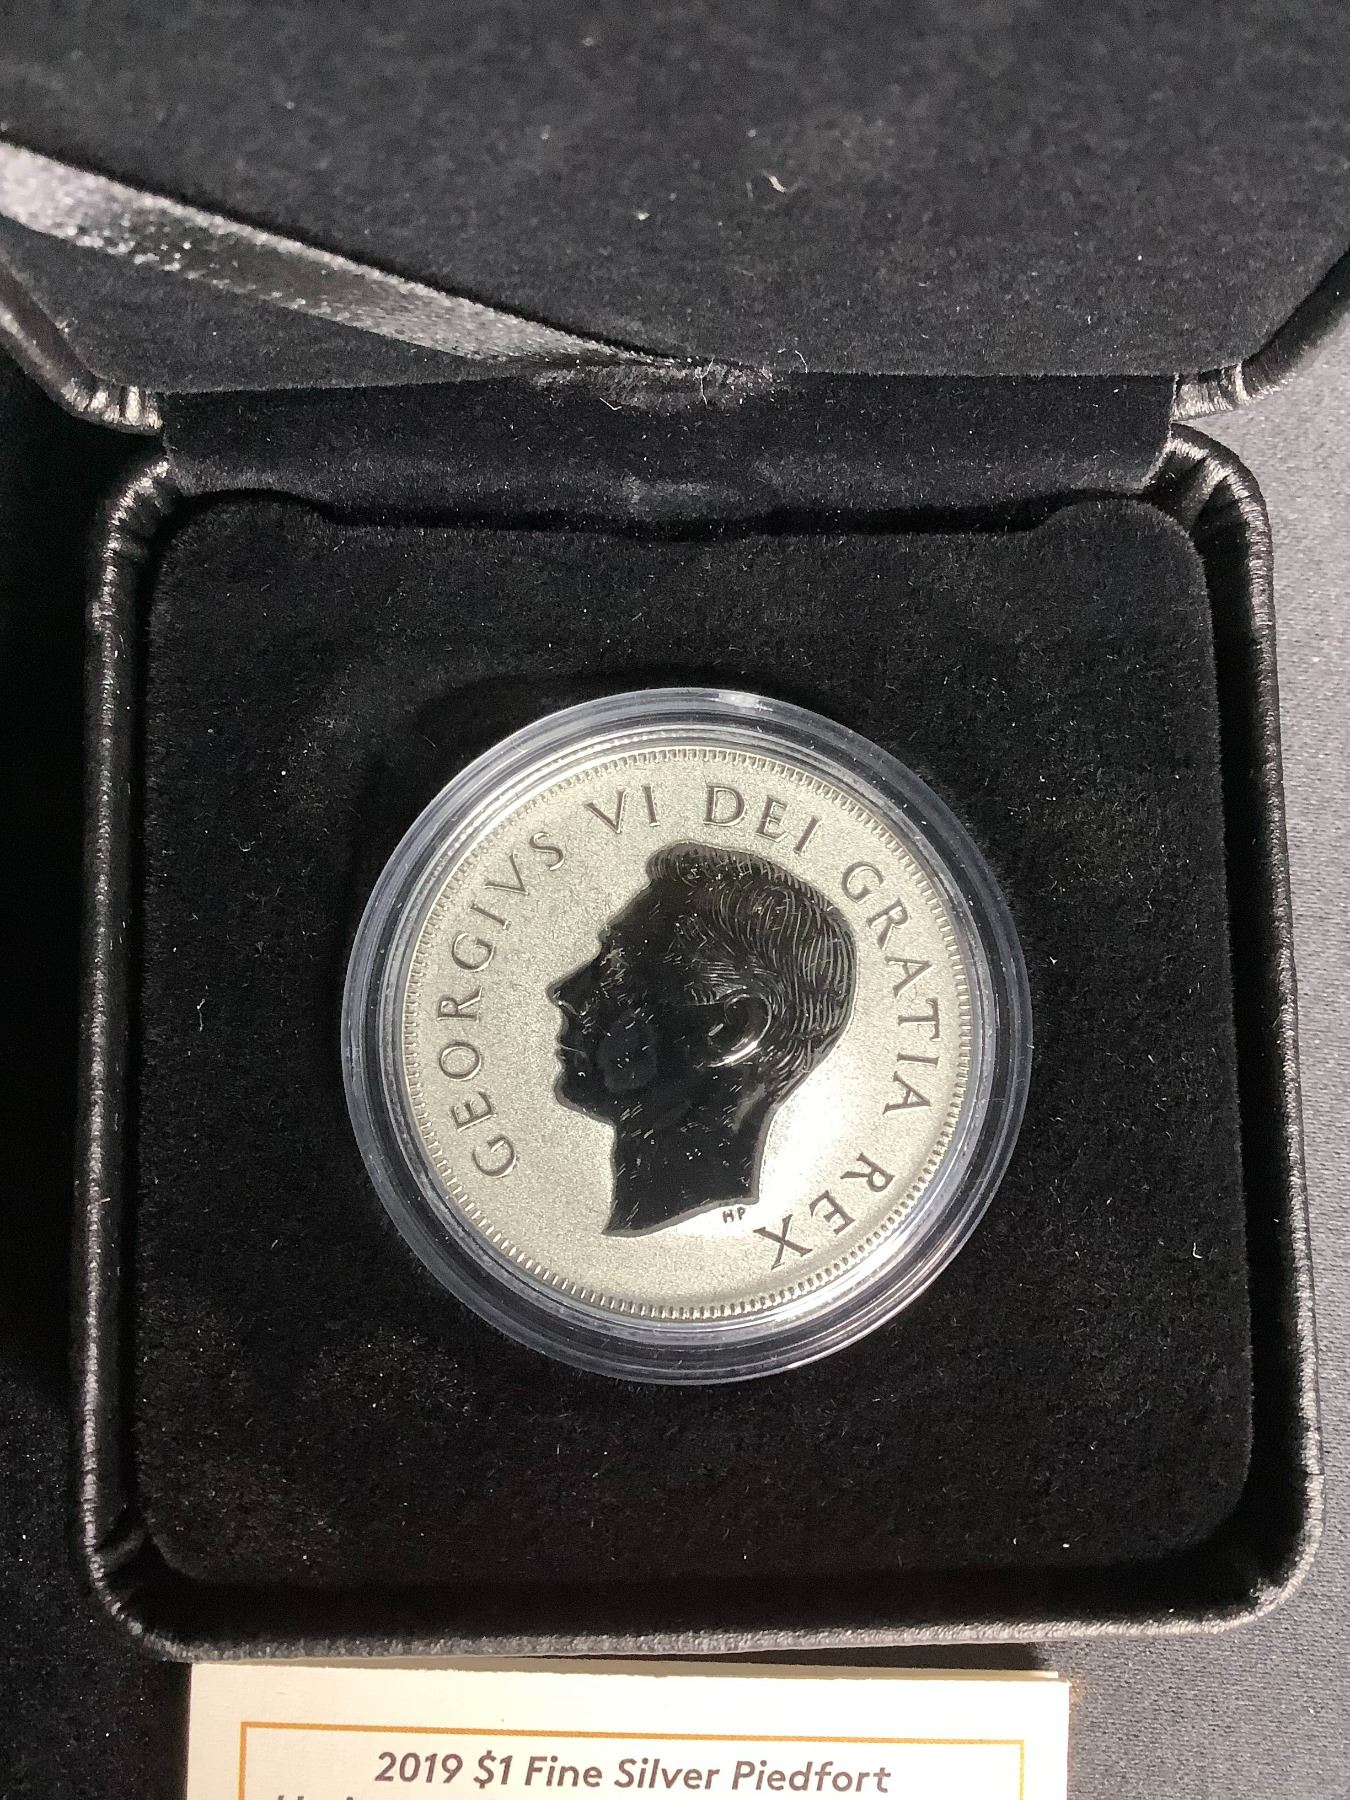 GEORGIVS VI DEI GRATIA REX
HP
2019 $1 Fine Silver Piedfort